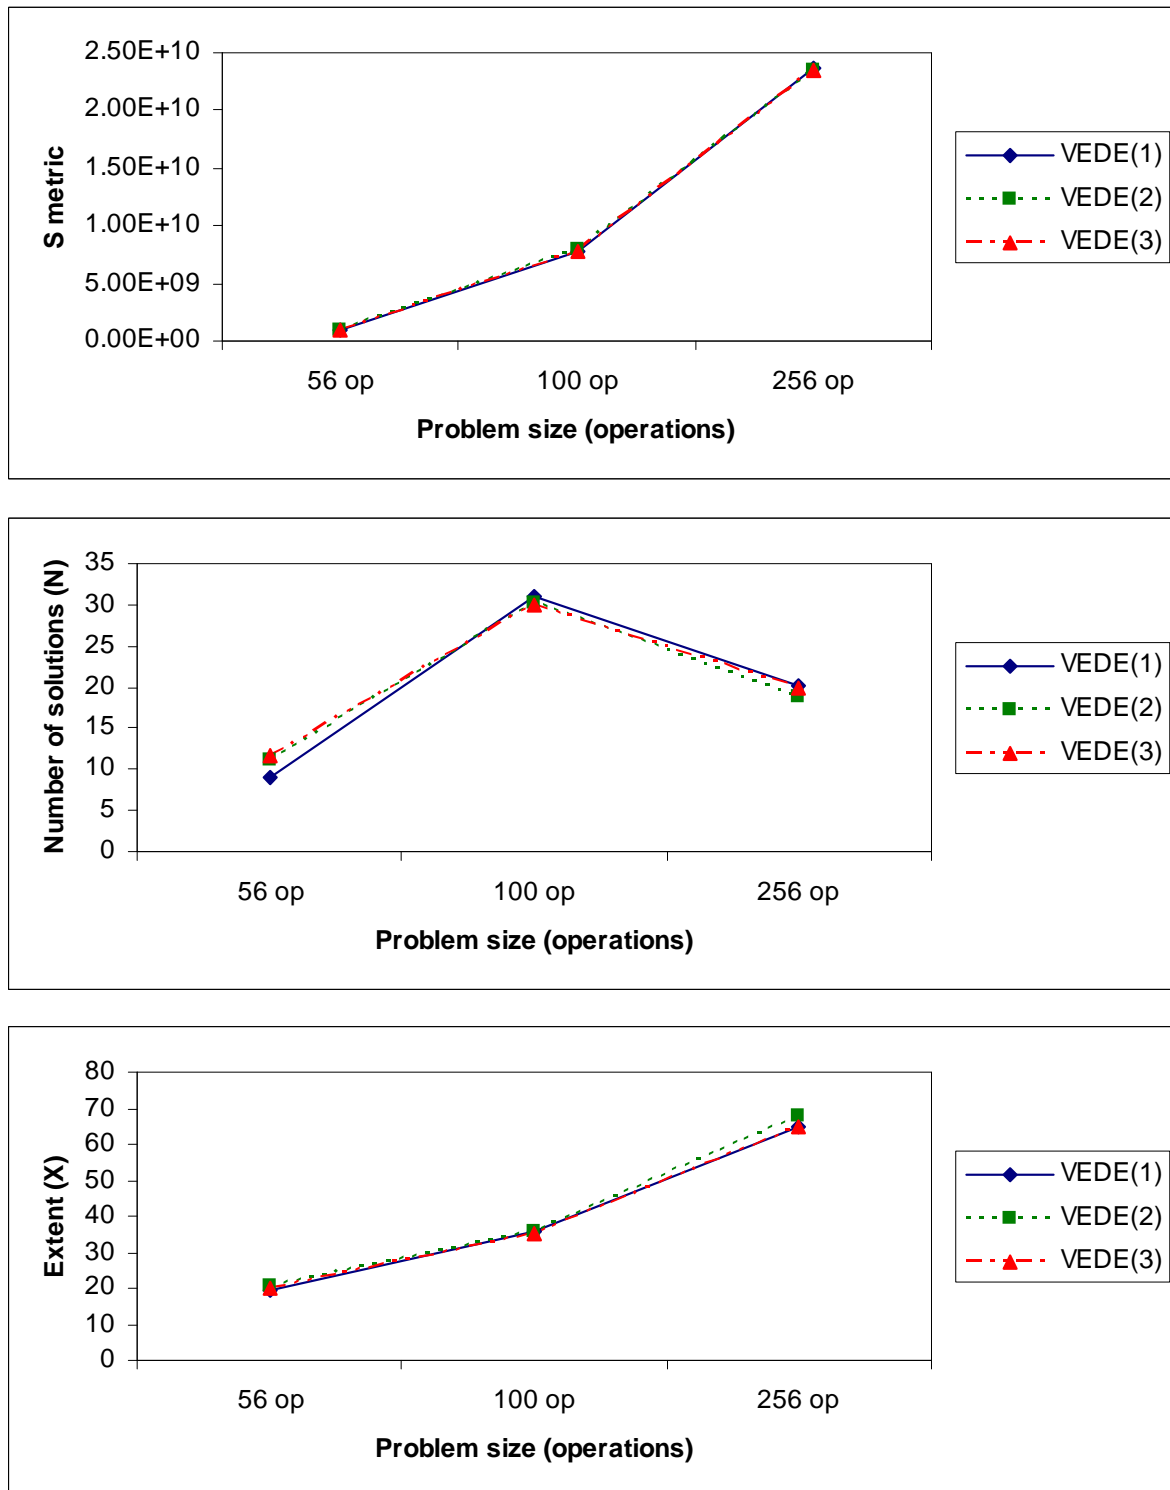 2.50E+10
2.00E+10
1.50E+10
1.00E+10
5.00E+09
0.00E+00
S metric
56 op 100 op 256 op
Problem size (operations)
VEDE(1)
VEDE(2)
VEDE(3)
35
30
25
20
15
10
5
0
Number of solutions (N)
56 op 100 op 256 op
Problem size (operations)
VEDE(1)
VEDE(2)
VEDE(3)
80
70
60
50
40
30
20
10
0
Extent (X)
56 op 100 op 256 op
Problem size (operations)
VEDE(1)
VEDE(2)
VEDE(3)